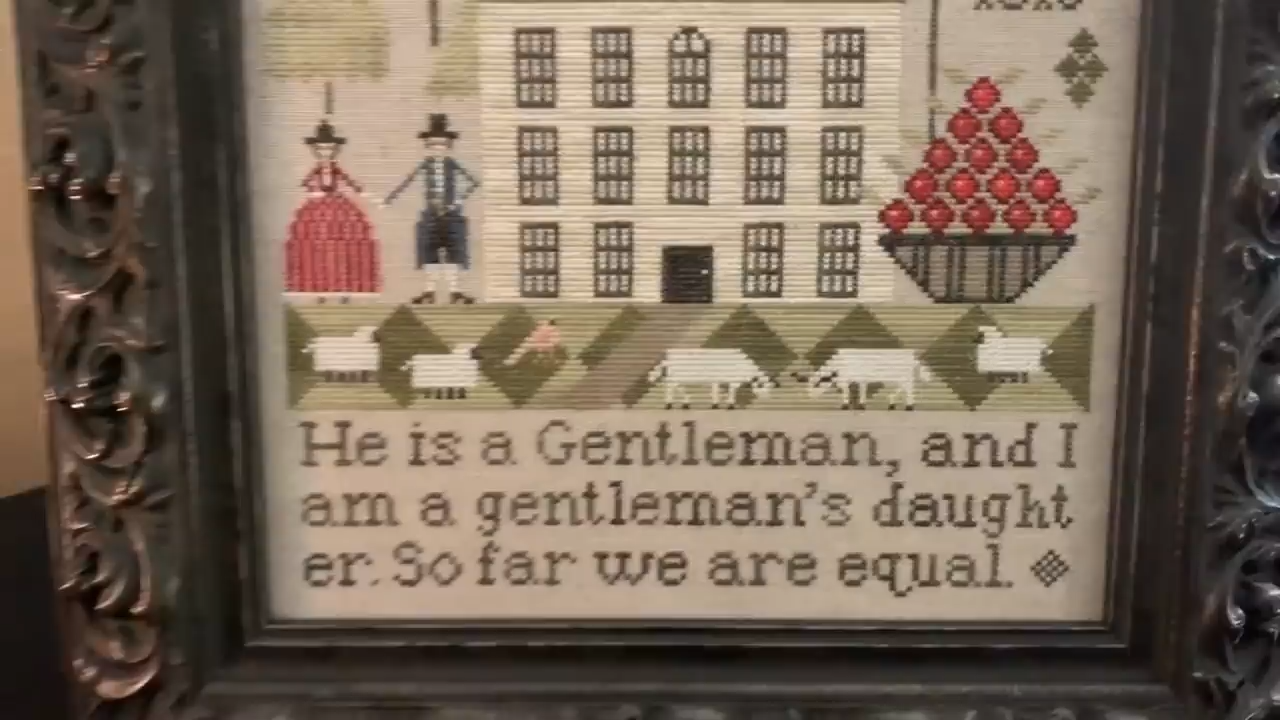 He is a Gentleman, and I
am a gentleman's daught
er. So far we are equal.